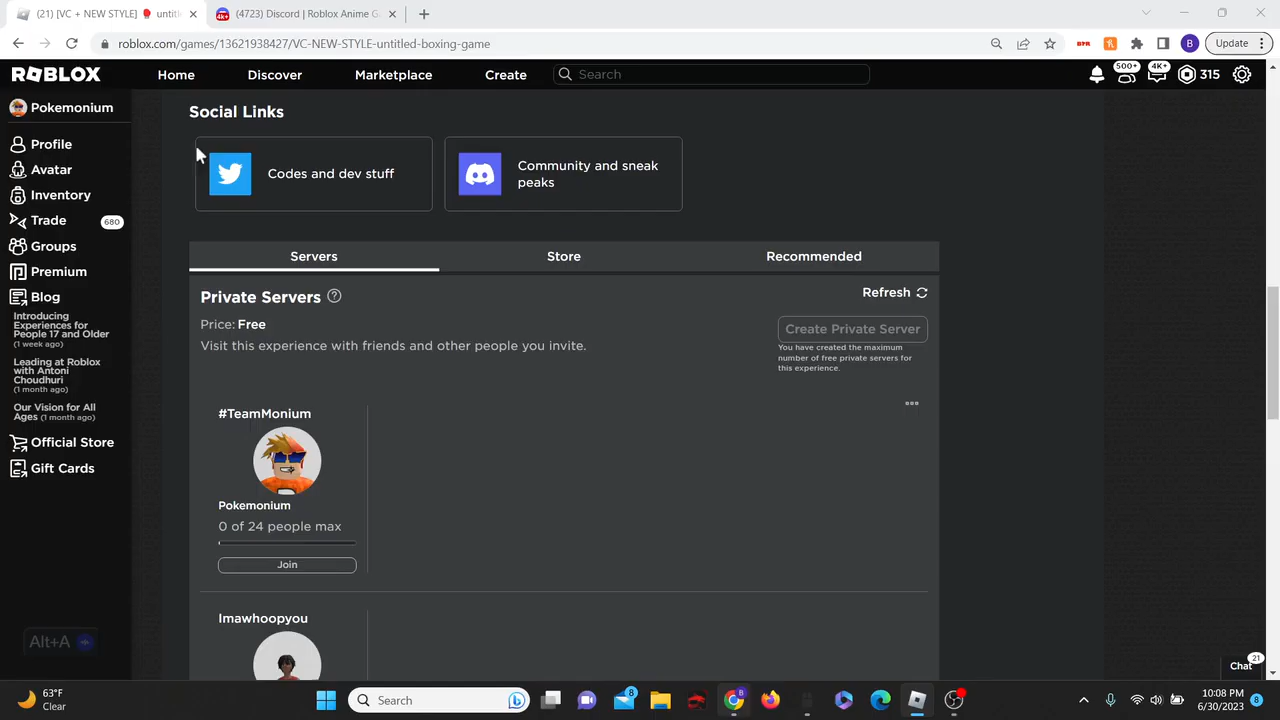 (21) [VC + NEW STYLE] 🥊 untitl
4k+
(4723) Discord | Roblox Anime G
roblox.com/games/13621938427/VC-NEW-STYLE-untitled-boxing-game
B
Update
ROBLOX
Home
Discover
Marketplace
Create
Search
500+
4K+
315
Pokemonium
Profile
Avatar
Inventory
Trade
680
Groups
Premium
Blog
Introducing
Experiences for
People 17 and Older
(1 week ago)
Leading at Roblox
with Antoni
Choudhuri
(1 month ago)
Our Vision for All
Ages (1 month ago)
Official Store
Gift Cards
Alt+A
Social Links
Codes and dev stuff
Community and sneak
peaks
Servers
Store
Recommended
Private Servers
Refresh
Price: Free
Visit this experience with friends and other people you invite.
Create Private Server
You have created the maximum
number of free private servers for
this experience.
#TeamMonium
Pokemonium
0 of 24 people max
Join
Imawhoopyou
Chat
21
63°F
Clear
Search
8
10:08 PM
6/30/2023
8